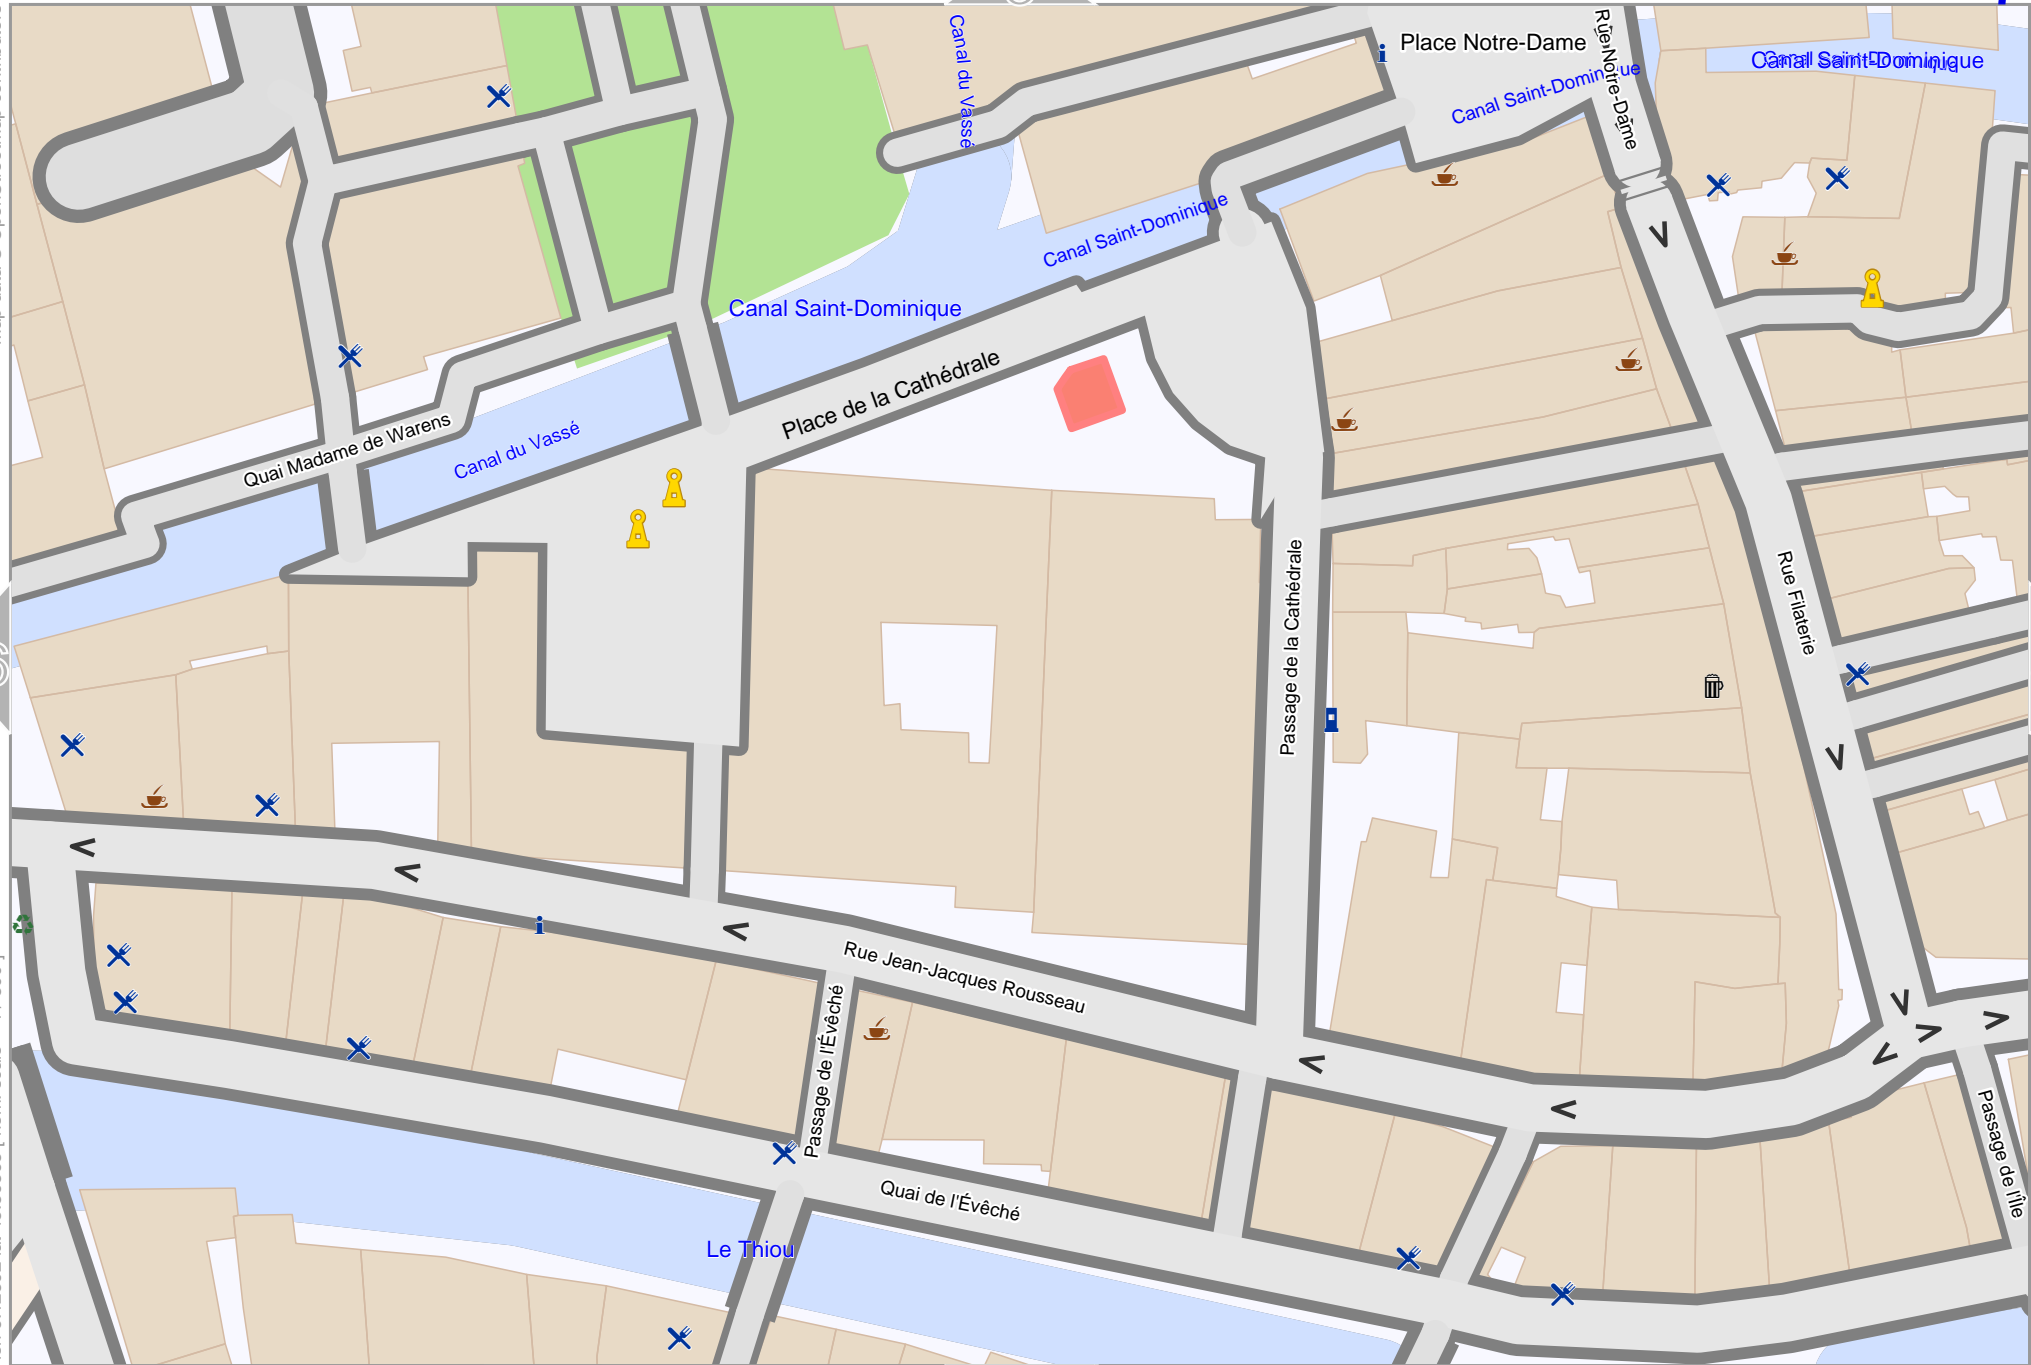 Canal du Vassé
Place Notre-Dame
Rue Notre-Dame
Canal Saint-Dominique
Canal Saint-Dominique
Canal Saint-Dominique
Canal Saint-Dominique
Place de la Cathédrale
Quai Madame de Warens
Canal du Vassé
Passage de la Cathédrale
Rue Filaterie
Rue Jean-Jacques Rousseau
Passage de l'Évêché
Quai de l'Évêché
Passage de l'Île
Le Thiou